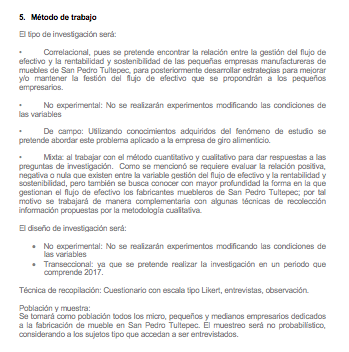 5. Método de trabajo
El tipo de investigación será:
• Correlacional, pues se pretende encontrar la relación entre la gestión del flujo de
efectivo y la rentabilidad y sostenibilidad de las pequeñas empresas manufactureras de
muebles de San Pedro Tultepec, para posteriormente desarrollar estrategias para mejorar
y/o mantener la festión del flujo de efectivo que se propondrán a los pequeños
empresarios.
• No experimental: No se realizarán experimentos modificando las condiciones de
las variables
• De campo: Utilizando conocimientos adquiridos del fenómeno de estudio se
pretende abordar este problema aplicado a la empresa de giro alimenticio.
• Mixta: al trabajar con el método cuantitativo y cualitativo para dar respuestas a las
preguntas de investigación. Como se mencionó se requiere evaluar la relación positiva,
negativa o nula que existen entre la variable gestión del flujo de efectivo y la rentabilidad y
sostenibilidad, pero también se busca conocer con mayor profundidad la forma en la que
gestionan el flujo de efectivo los fabricantes muebleros de San Pedro Tultepec; por tal
motivo se trabajará de manera complementaria con algunas técnicas de recolección
información propuestas por la metodología cualitativa.
El diseño de investigación será:
• No experimental: No se realizarán experimentos modificando las condiciones de
las variables
• Transeccional: ya que se pretende realizar la investigación en un periodo que
comprende 2017.
Técnica de recopilación: Cuestionario con escala tipo Likert, entrevistas, observación.
Población y muestra:
Se tomará como población todos los micro, pequeños y medianos empresarios dedicados
a la fabricación de mueble en San Pedro Tultepec. El muestreo será no probabilístico,
considerando a los sujetos tipo que accedan a ser entrevistados.